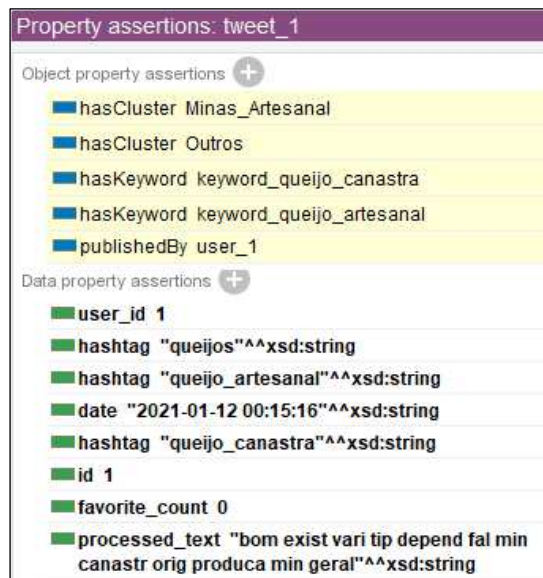 Property assertions: tweet_1
Object property assertions
hasCluster Minas_Artesanal
hasCluster Outros
hasKeyword keyword_queijo_canastra
hasKeyword keyword_queijo_artesanal
publishedBy user_1
Data property assertions
user_id 1
hashtag "queijos"^^xsd:string
hashtag "queijo_artesanal"^^xsd:string
date "2021-01-12 00:15:16"^^xsd:string
hashtag "queijo_canastra"^^xsd:string
id 1
favorite_count 0
processed_text "bom exist vari tip depend fal min
canastr orig produca min geral"^^xsd:string